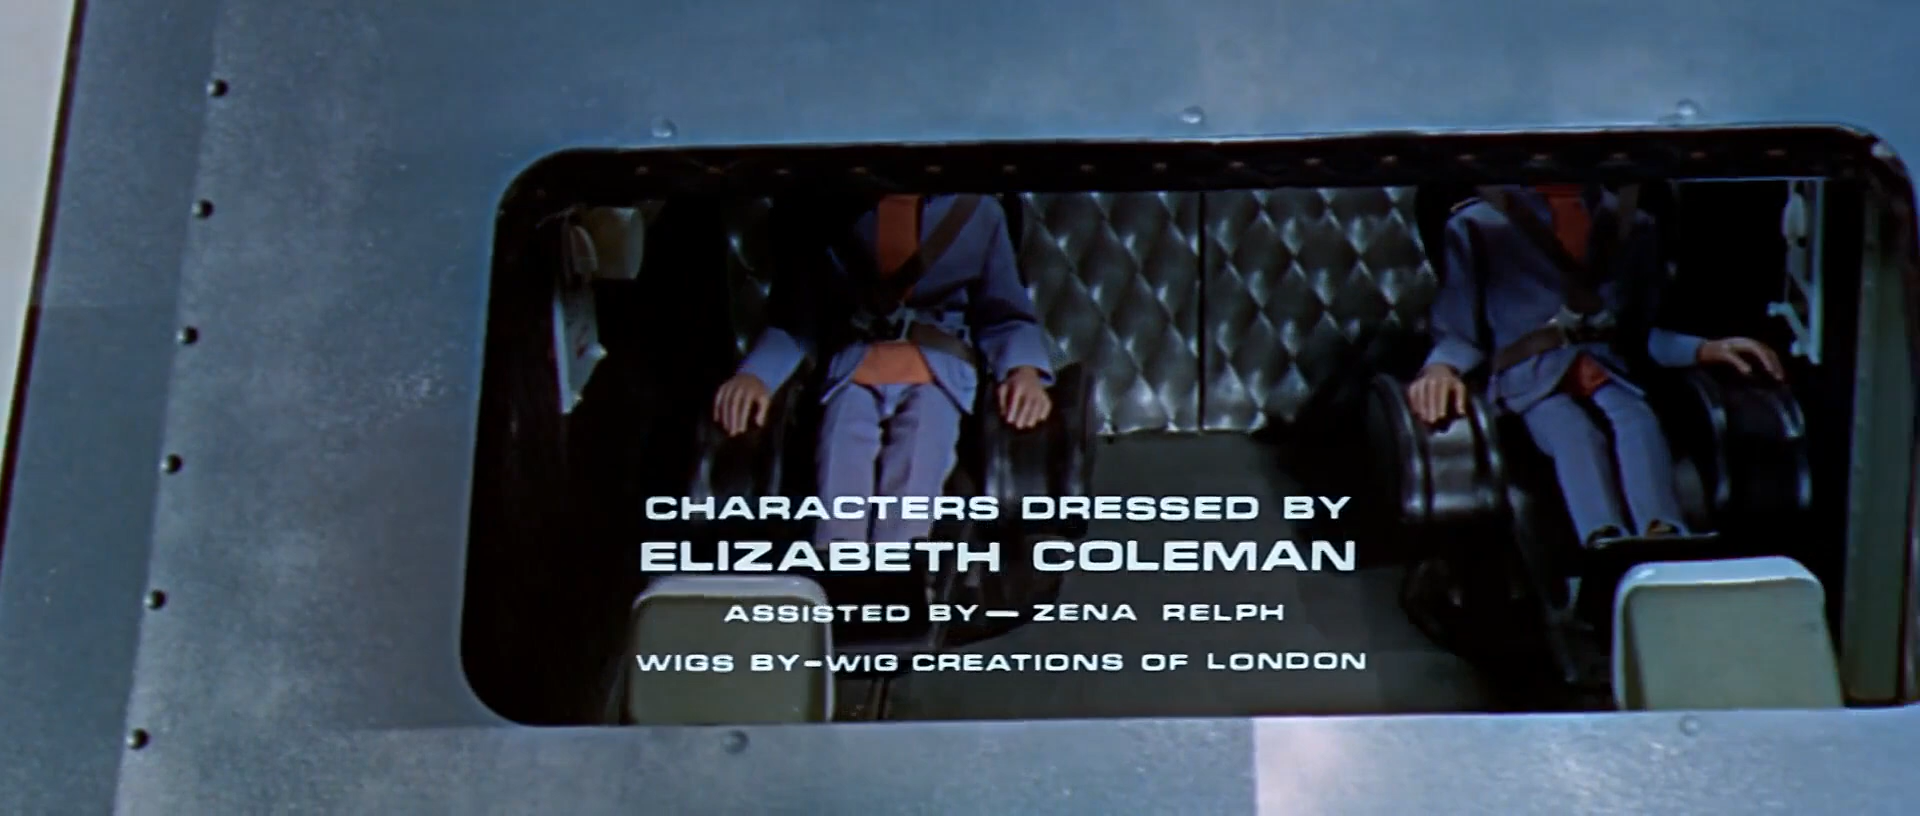 CHARACTERS DRESSED BY
ELIZABETH COLEMAN
ASSISTED BY — ZENA RELPH
WIGS BY - WIG CREATIONS OF LONDON